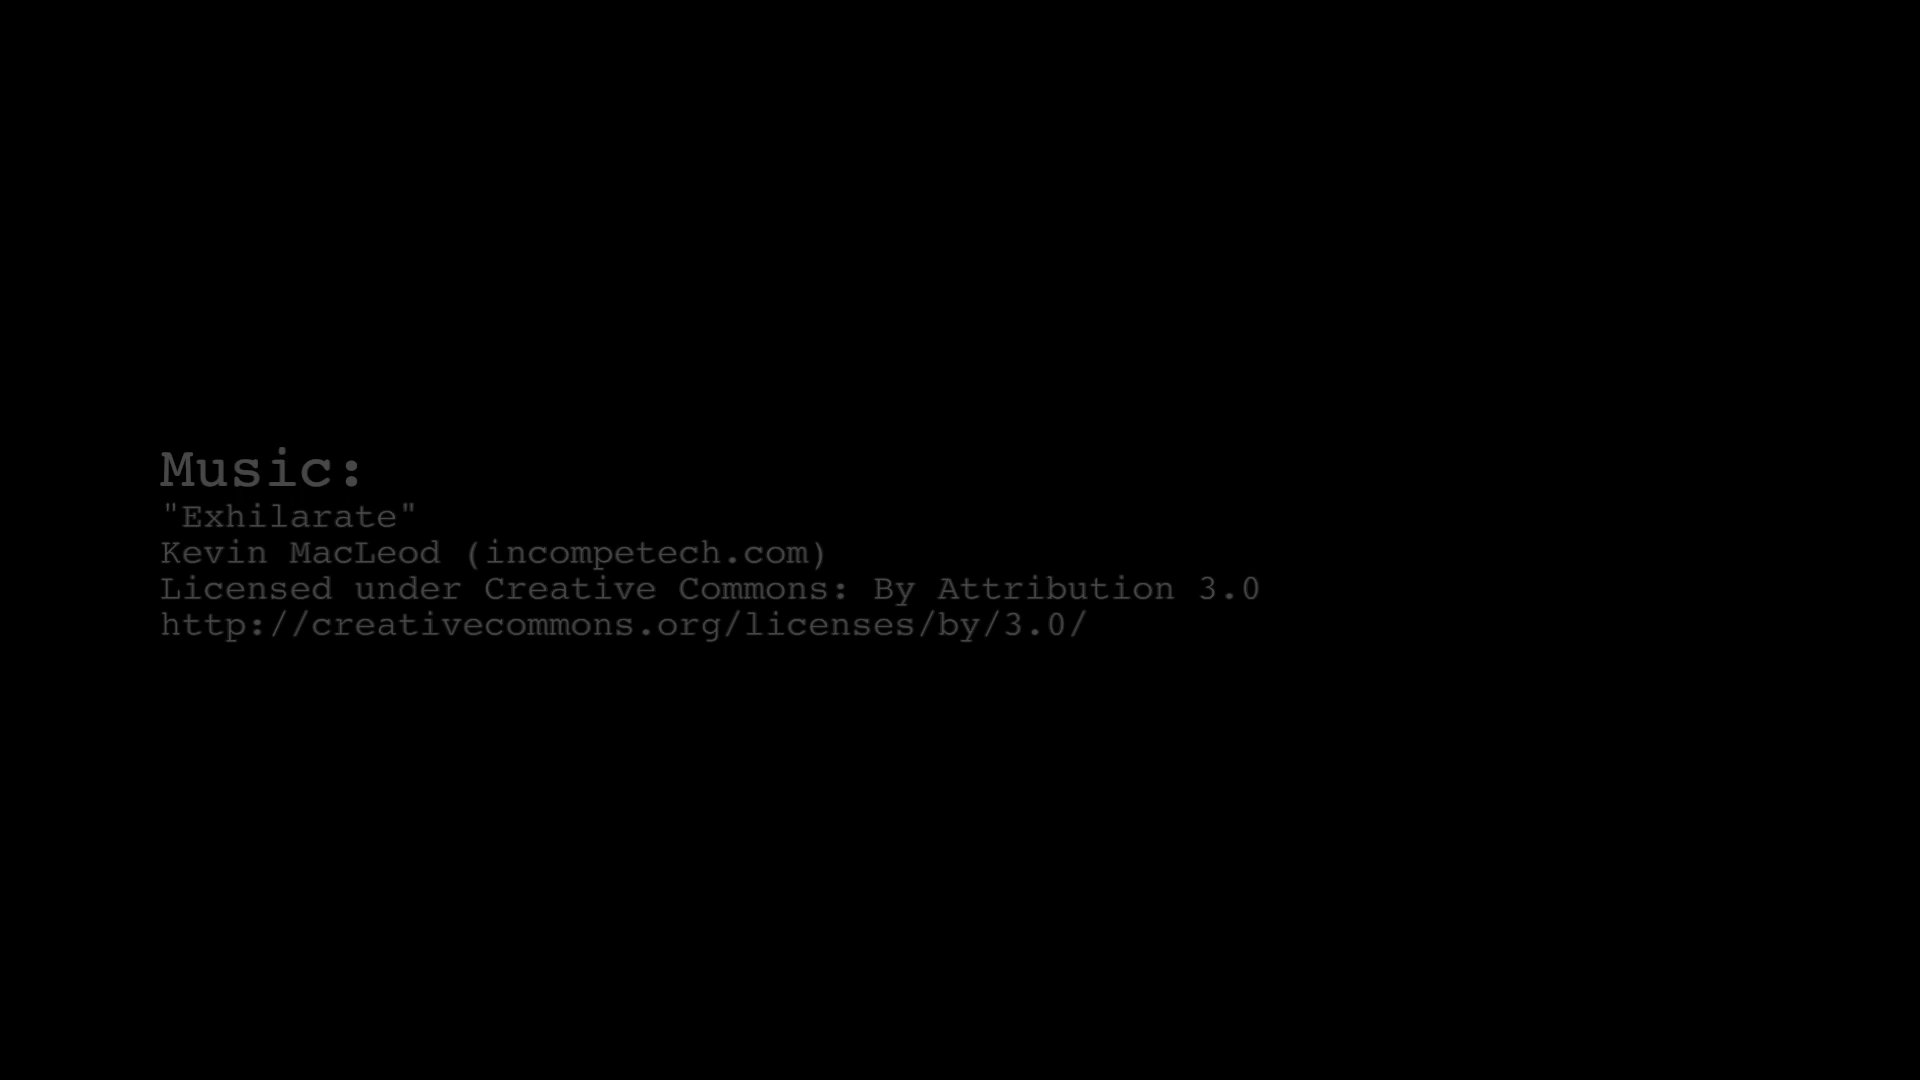 Music:
"Exhilarate"
Kevin MacLeod (incompetech.com)
Licensed under Creative Commons: By Attribution 3.0
http://creativecommons.org/licenses/by/3.0/